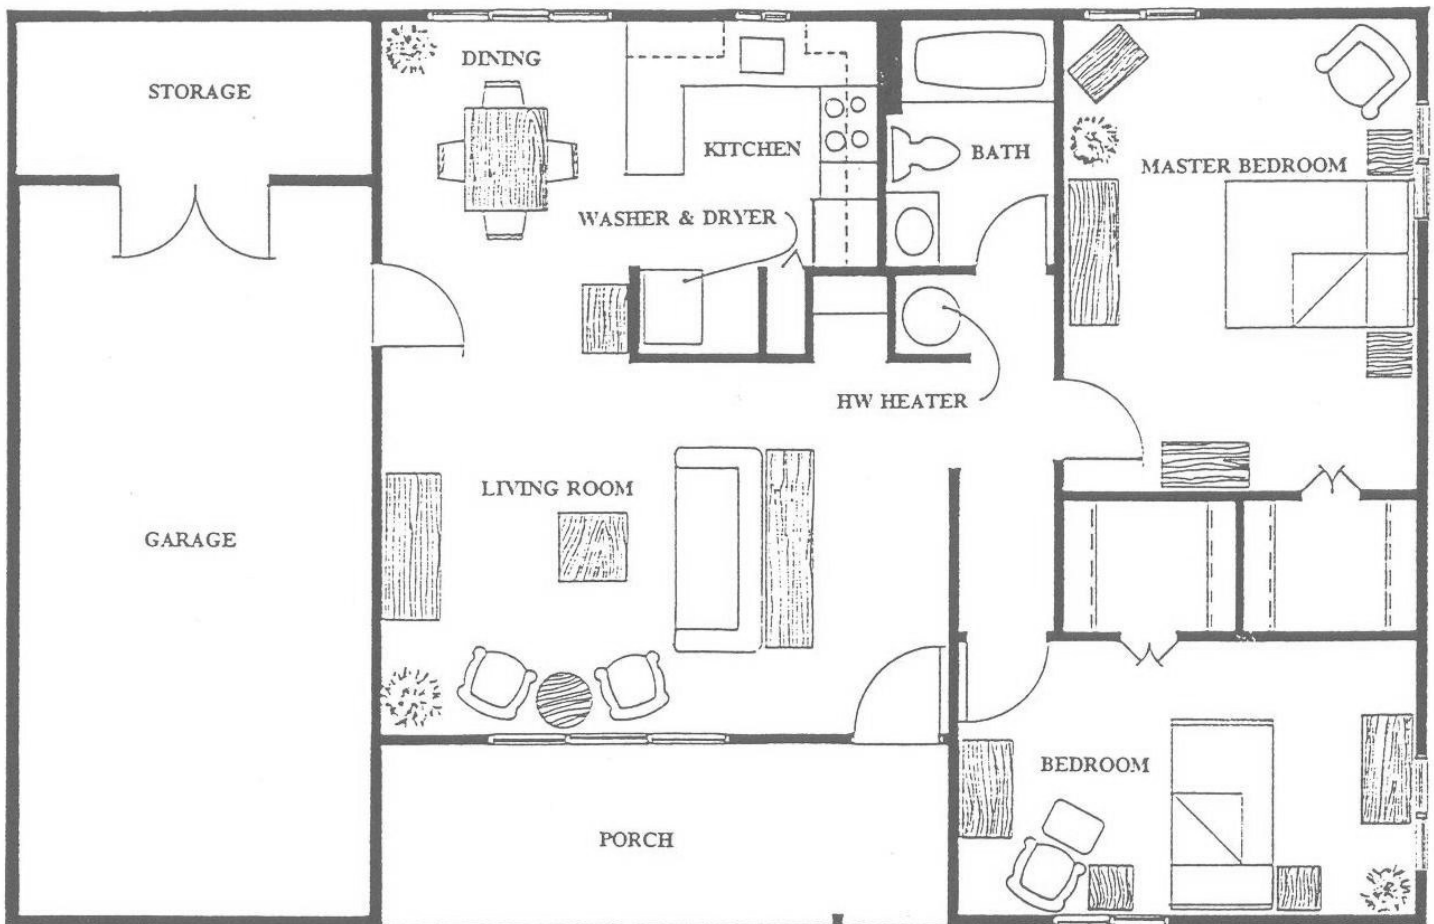 STORAGE
DINING
KITCHEN
BATH
MASTER BEDROOM
WASHER & DRYER
HW HEATER
LIVING ROOM
GARAGE
BEDROOM
PORCH